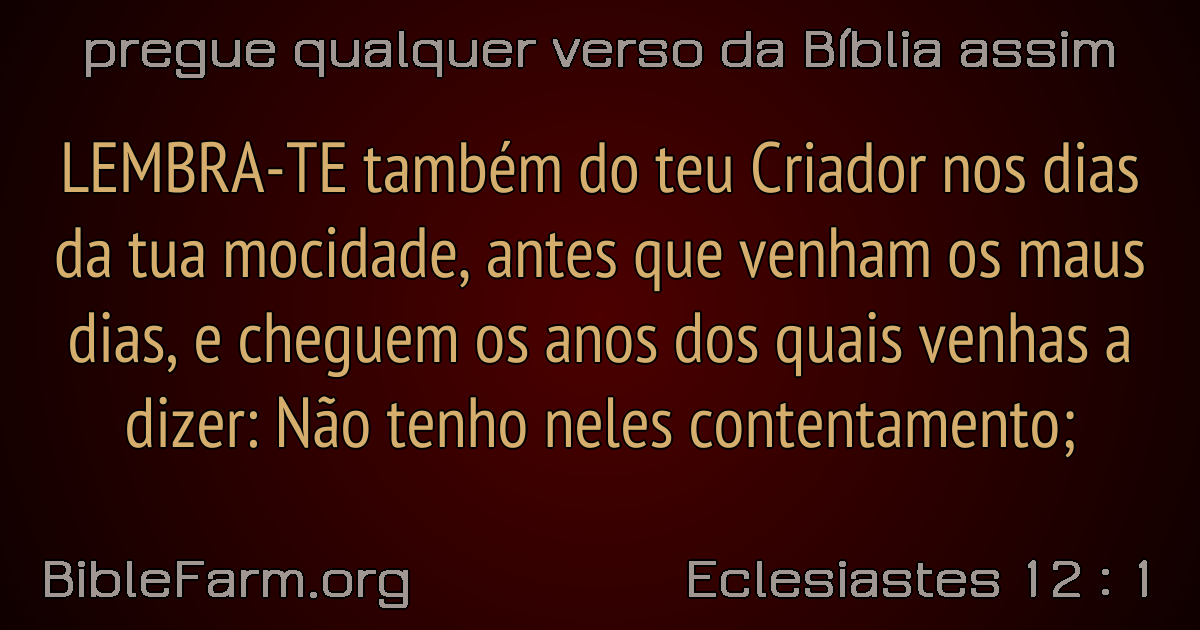 pregue qualquer verso da Bíblia assim
LEMBRA-TE também do teu Criador nos dias
da tua mocidade, antes que venham os maus
dias, e cheguem os anos dos quais venhas a
dizer: Não tenho neles contentamento;
BibleFarm.org
Eclesiastes 12 : 1